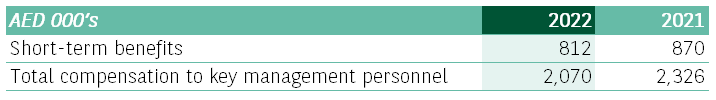 AED 000's 2022 2021
Short-term benefits 812 870
Total compensation to key management personnel 2,070 2,326